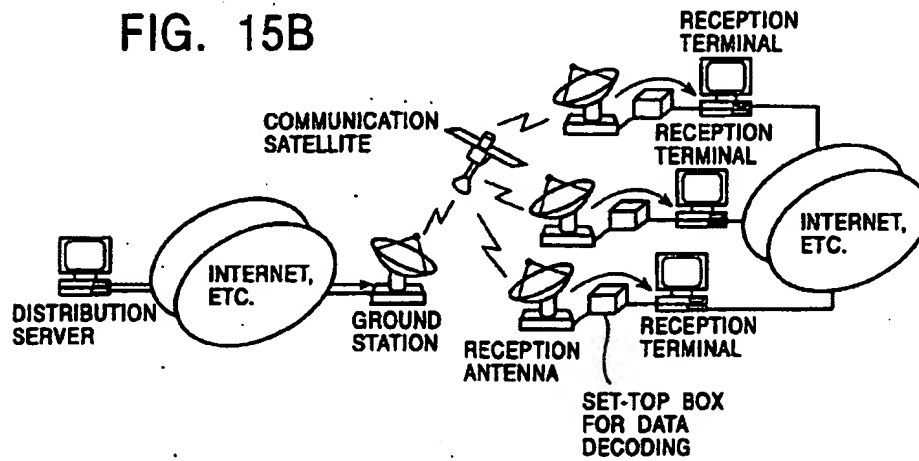 FIG. 15B
RECEPTION
TERMINAL
COMMUNICATION
SATELLITE
RECEPTION
TERMINAL
INTERNET,
ETC.
INTERNET,
ETC.
DISTRIBUTION
SERVER
GROUND
STATION
RECEPTION
ANTENNA
RECEPTION
TERMINAL
SET-TOP BOX
FOR DATA
DECODING